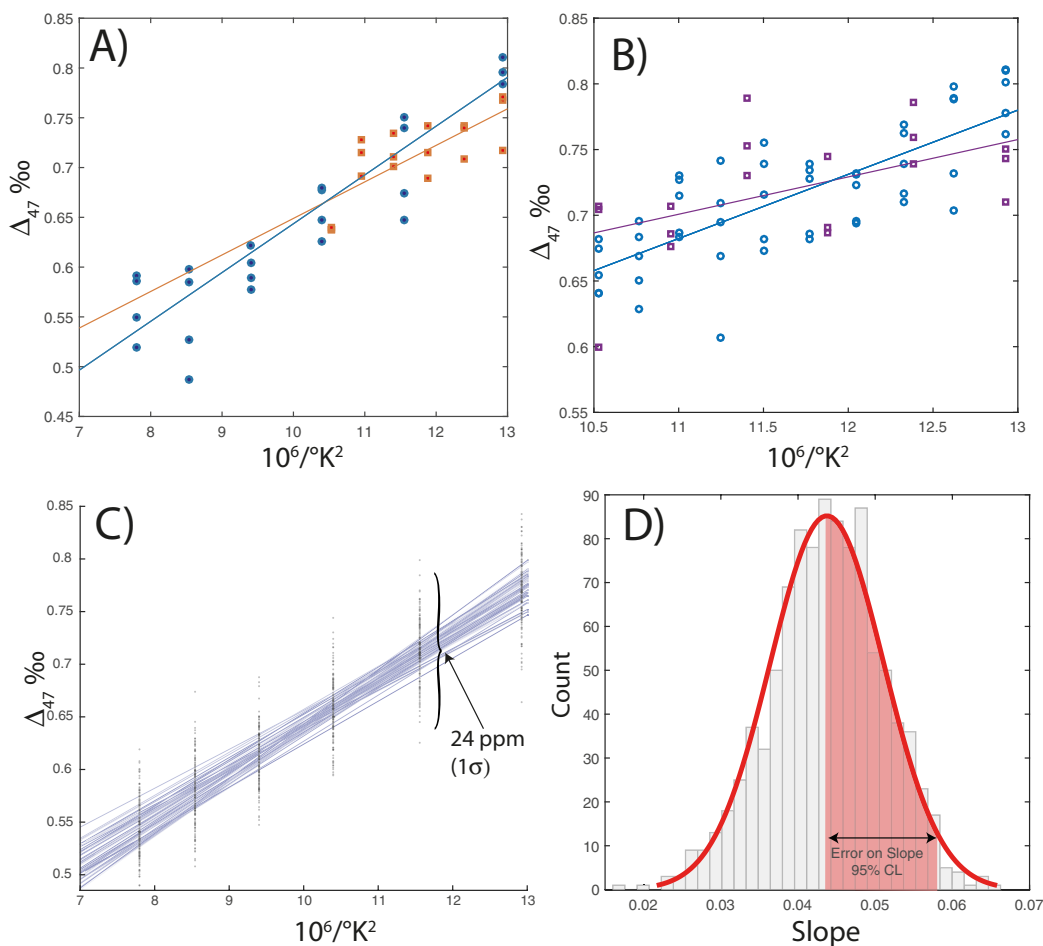 A)
Δ47 ‰
0.85
0.8
0.75
0.7
0.65
0.6
0.55
0.5
0.45
7 8 9 10 11 12 13
10⁶/°K²
B)
Δ47 ‰
0.85
0.8
0.75
0.7
0.65
0.6
0.55
10.5 11 11.5 12 12.5 13
10⁶/°K²
C)
Δ47 ‰
0.85
0.8
0.75
0.7
0.65
0.6
0.55
0.5
24 ppm
(1σ)
7 8 9 10 11 12 13
10⁶/°K²
D)
Count
90
80
70
60
50
40
30
20
10
0
Error on Slope
95% CL
0.02 0.03 0.04 0.05 0.06 0.07
Slope